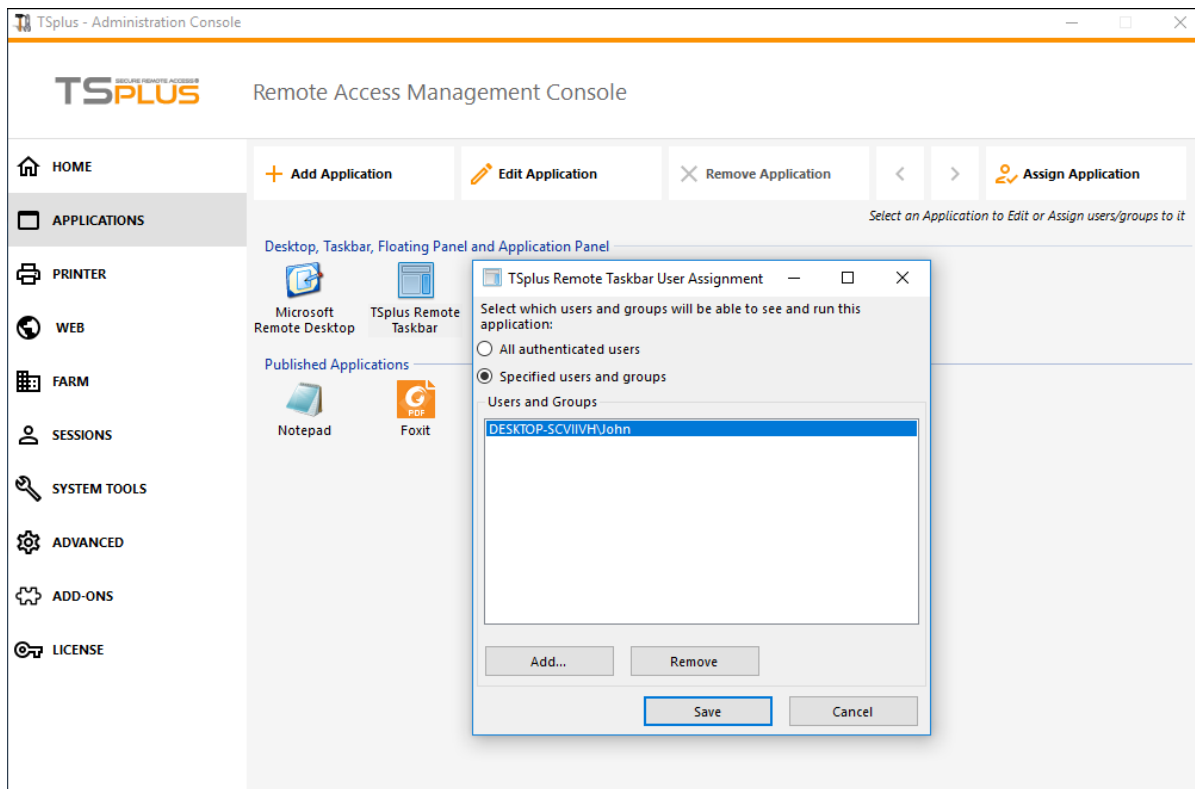 TSplus - Administration Console
TSPLUS SECURE REMOTE ACCESS®
Remote Access Management Console
HOME
APPLICATIONS
PRINTER
WEB
FARM
SESSIONS
SYSTEM TOOLS
ADVANCED
ADD-ONS
LICENSE
Add Application
Edit Application
Remove Application
Assign Application
Select an Application to Edit or Assign users/groups to it
Desktop, Taskbar, Floating Panel and Application Panel
Microsoft
Remote Desktop
TSplus Remote
Taskbar
Published Applications
Notepad
PDF
Foxit
TSplus Remote Taskbar User Assignment
Select which users and groups will be able to see and run this
application:
All authenticated users
Specified users and groups
Users and Groups
DESKTOP-SCVIIVH\John
Add...
Remove
Save
Cancel